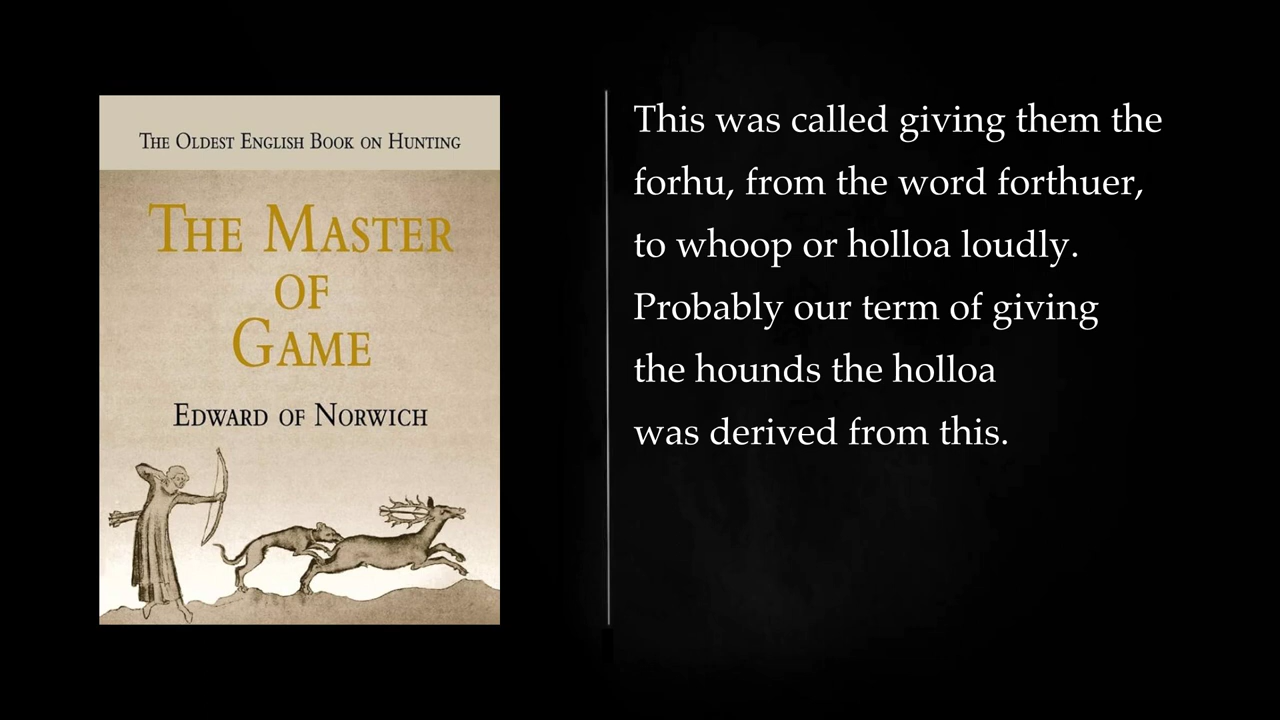 The Oldest English Book on Hunting
The Master
of
Game
Edward of Norwich
This was called giving them the
forhu, from the word forthuer,
to whoop or holloa loudly.
Probably our term of giving
the hounds the holloa
was derived from this.